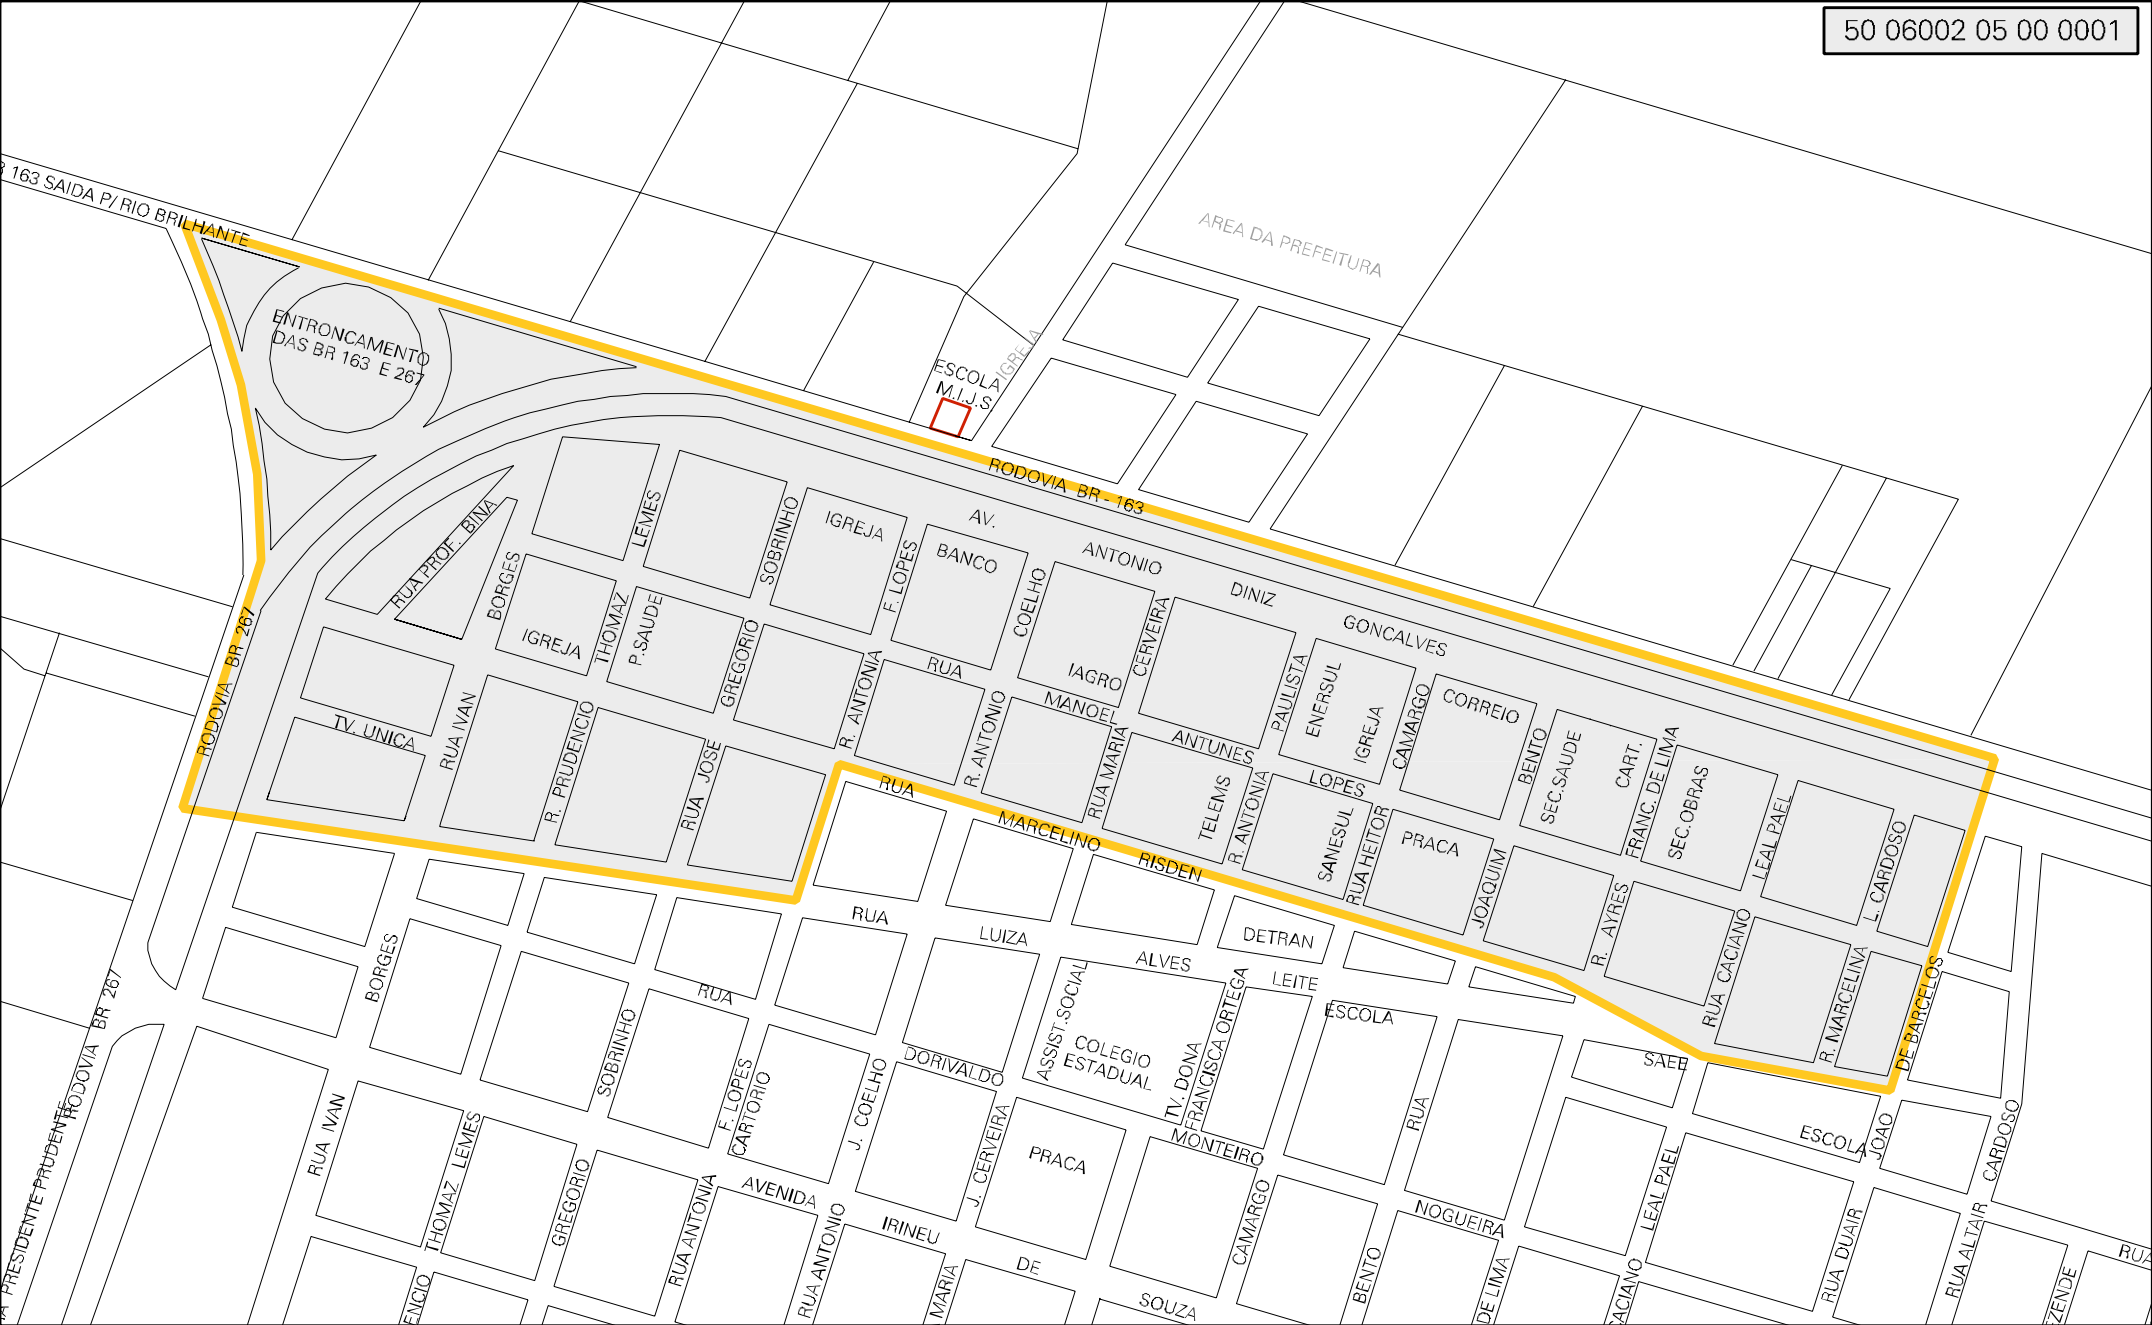 50 06002 05 00 0001
163 SAIDA P/ RIO BRILHANTE
AREA DA PREFEITURA
ENTRONCAMENTO
DAS BR 163 E 267
IGREJA
ESCOLA
M.I.J.S
RODOVIA BR - 163
AV. ANTONIO DINIZ GONCALVES
RUA PROF. BINA
BORGES
LEMES
THOMAZ
SOBRINHO
GREGORIO
IGREJA
F. LOPES
BANCO
COELHO
CERVEIRA
IGREJA
P.SAUDE
IAGRO
PAULISTA
ENERSUL
IGREJA
CAMARGO
CORREIO
BENTO
SEC.SAUDE
CART.
FRANC. DE LIMA
SEC.OBRAS
LEAL PAEL
L. CARDOSO
RUA MANOEL ANTUNES LOPES
RODOVIA BR 267
TV. UNICA
RUA IVAN
R. PRUDENCIO
RUA JOSE
R. ANTONIA
R. ANTONIO
RUA MARIA
TELEMS
R. ANTONIA
SANESUL
RUA HEITOR
PRACA
JOAQUIM
R. AYRES
RUA CACIANO
R. MARCELINA
DE BARCELOS
RUA MARCELINO RISDEN
RUA LUIZA ALVES LEITE
DETRAN
ESCOLA
SAEE
ESCOLA
JOAO
CARDOSO
BORGES
SOBRINHO
RUA DORIVALDO MONTEIRO
F. LOPES
CARTORIO
J. COELHO
J. CERVEIRA
ASSIST.SOCIAL
COLEGIO
ESTADUAL
TV. DONA
FRANCISCA ORTEGA
RUA
NOGUEIRA
RODOVIA BR 267
PRESIDENTE PRUDENTE
RUA IVAN
THOMAZ LEMES
GREGORIO
RUA ANTONIA
RUA ANTONIO
PRACA
AVENIDA IRINEU DE SOUZA
CAMARGO
BENTO
DE LIMA
LEAL PAEL
RUA DUAIR
RUA ALTAIR
RUA
ENCIO
MARIA
CACIANO
ZENDE